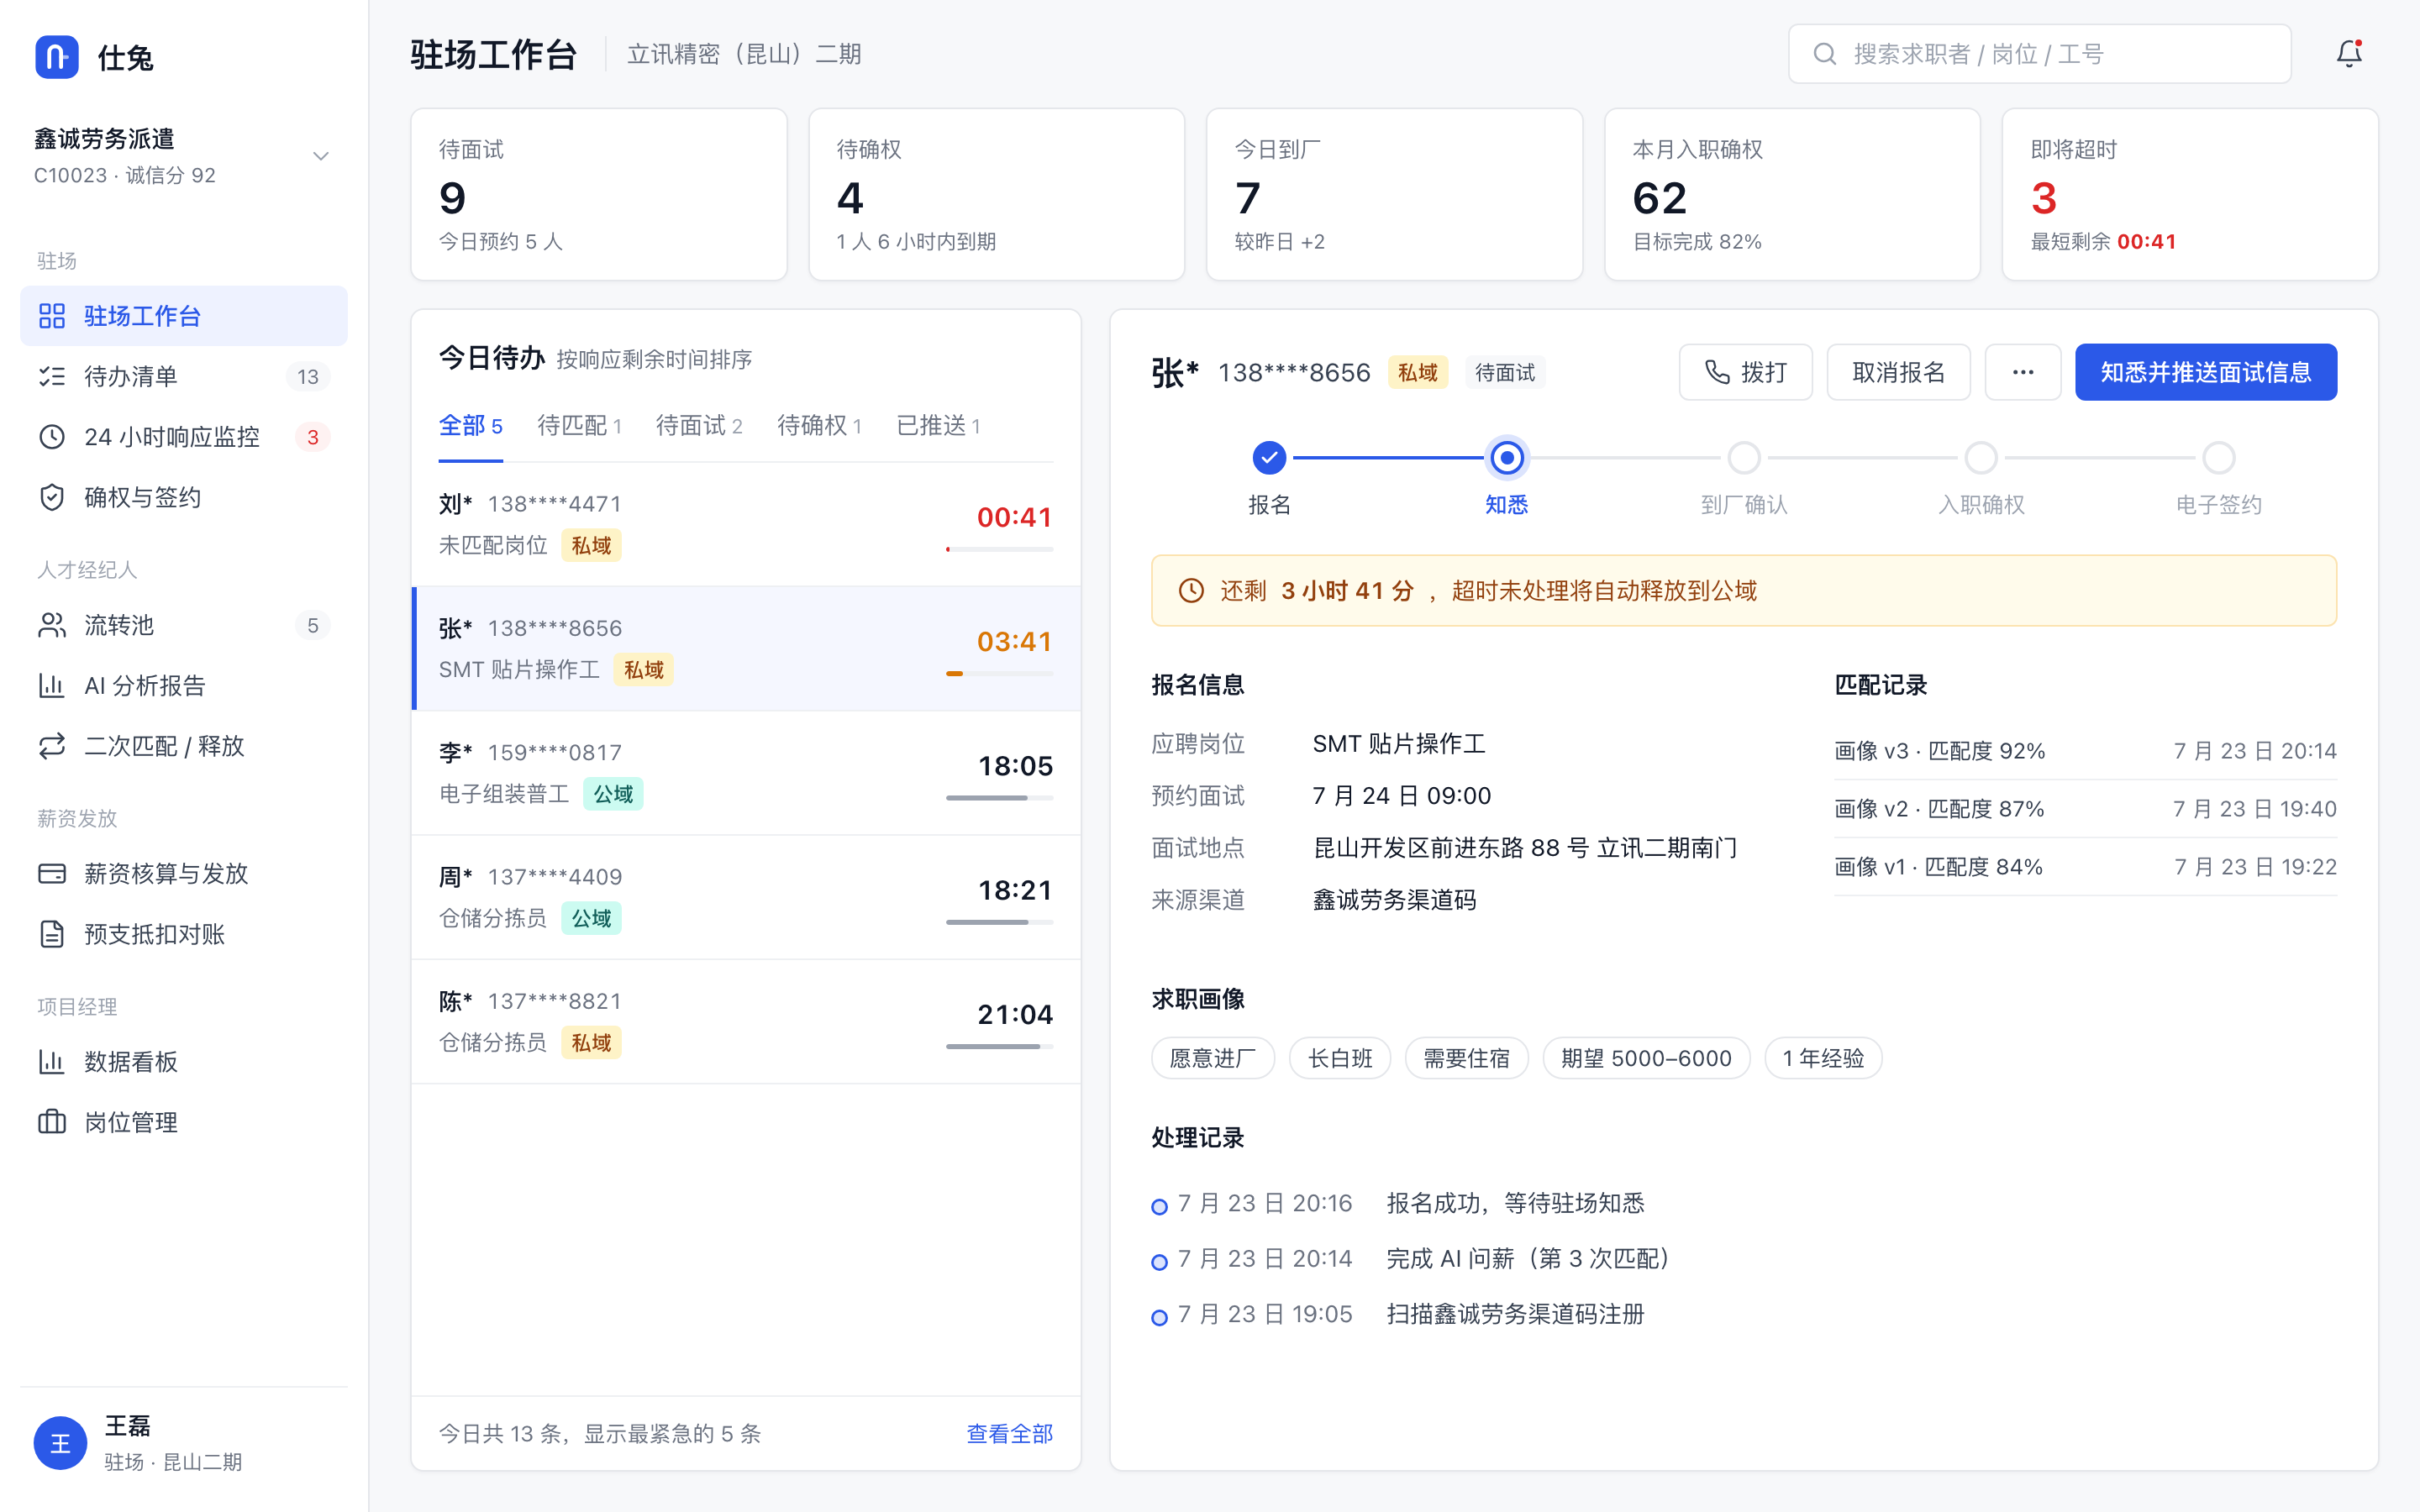 仕兔
鑫诚劳务派遣
C10023 · 诚信分 92
驻场
驻场工作台
待办清单 13
24 小时响应监控 3
确权与签约
人才经纪人
流转池 5
AI 分析报告
二次匹配 / 释放
薪资发放
薪资核算与发放
预支抵扣对账
项目经理
数据看板
岗位管理
王
王磊
驻场 · 昆山二期
驻场工作台 立讯精密（昆山）二期
搜索求职者 / 岗位 / 工号
待面试
9
今日预约 5 人
待确权
4
1 人 6 小时内到期
今日到厂
7
较昨日 +2
本月入职确权
62
目标完成 82%
即将超时
3
最短剩余 00:41
今日待办 按响应剩余时间排序
全部 5 待匹配 1 待面试 2 待确权 1 已推送 1
刘* 138****4471
00:41
未匹配岗位 私域
张* 138****8656
03:41
SMT 贴片操作工 私域
李* 159****0817
18:05
电子组装普工 公域
周* 137****4409
18:21
仓储分拣员 公域
陈* 137****8821
21:04
仓储分拣员 私域
今日共 13 条，显示最紧急的 5 条 查看全部
张* 138****8656 私域 待面试 拨打 取消报名 ··· 知悉并推送面试信息
报名 知悉 到厂确认 入职确权 电子签约
还剩 3 小时 41 分 ，超时未处理将自动释放到公域
报名信息
应聘岗位 SMT 贴片操作工
预约面试 7 月 24 日 09:00
面试地点 昆山开发区前进东路 88 号 立讯二期南门
来源渠道 鑫诚劳务渠道码
匹配记录
画像 v3 · 匹配度 92% 7 月 23 日 20:14
画像 v2 · 匹配度 87% 7 月 23 日 19:40
画像 v1 · 匹配度 84% 7 月 23 日 19:22
求职画像
愿意进厂 长白班 需要住宿 期望 5000–6000 1 年经验
处理记录
7 月 23 日 20:16 报名成功，等待驻场知悉
7 月 23 日 20:14 完成 AI 问薪（第 3 次匹配）
7 月 23 日 19:05 扫描鑫诚劳务渠道码注册